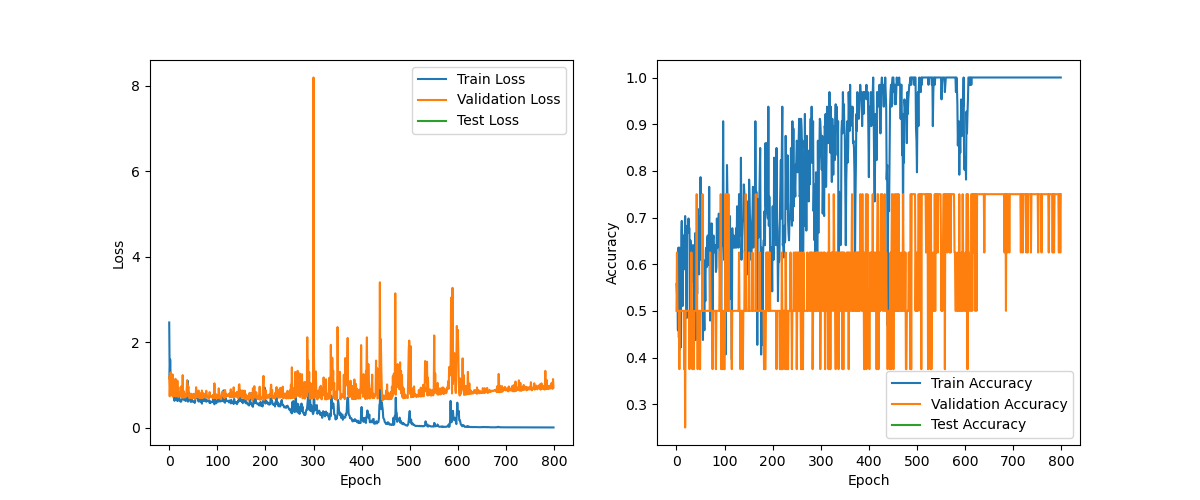 8
6
4
2
0
Loss
0 100 200 300 400 500 600 700 800
Epoch
Train Loss
Validation Loss
Test Loss
1.0
0.9
0.8
0.7
0.6
0.5
0.4
0.3
Accuracy
0 100 200 300 400 500 600 700 800
Epoch
Train Accuracy
Validation Accuracy
Test Accuracy